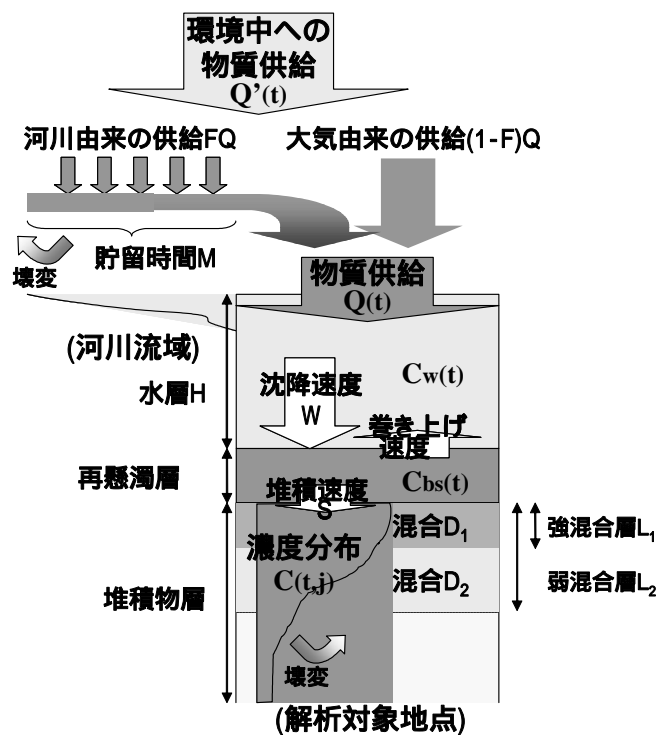 環境中への
物質供給
Q’(t)
河川由来の供給FQ
大気由来の供給(1-F)Q
貯留時間M
壊変
物質供給
Q(t)
(河川流域)
水層H
沈降速度
W
Cw(t)
巻き上げ
速度
再懸濁層
Cbs(t)
堆積速度
S
濃度分布
C(t,j)
混合D1
強混合層L1
混合D2
弱混合層L2
堆積物層
壊変
(解析対象地点)